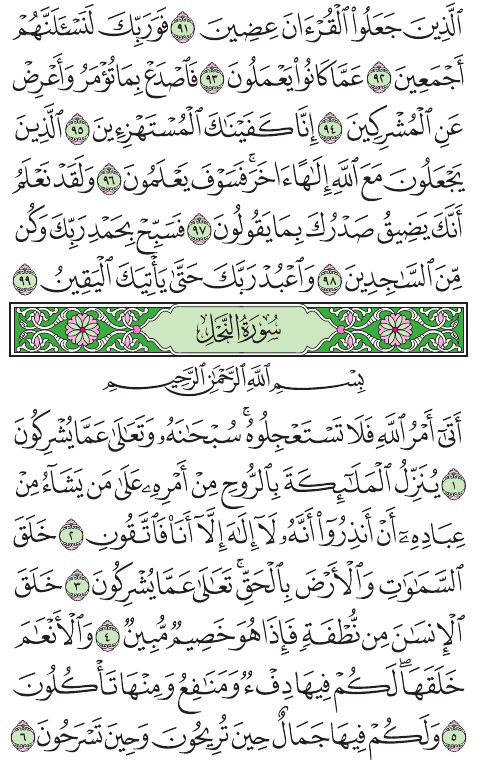 ٱلَّذِينَ جَعَلُوا۟ ٱلْقُرْءَانَ عِضِينَ ٩١ فَوَرَبِّكَ لَنَسْـَٔلَنَّهُمْ
أَجْمَعِينَ ٩٢ عَمَّا كَانُوا۟ يَعْمَلُونَ ٩٣ فَٱصْدَعْ بِمَا تُؤْمَرُ وَأَعْرِضْ
عَنِ ٱلْمُشْرِكِينَ ٩٤ إِنَّا كَفَيْنَـٰكَ ٱلْمُسْتَهْزِءِينَ ٩٥ ٱلَّذِينَ
يَجْعَلُونَ مَعَ ٱللَّهِ إِلَـٰهًا ءَاخَرَ ۚ فَسَوْفَ يَعْلَمُونَ ٩٦ وَلَقَدْ نَعْلَمُ
أَنَّكَ يَضِيقُ صَدْرُكَ بِمَا يَقُولُونَ ٩٧ فَسَبِّحْ بِحَمْدِ رَبِّكَ وَكُن
مِّنَ ٱلسَّـٰجِدِينَ ٩٨ وَٱعْبُدْ رَبَّكَ حَتَّىٰ يَأْتِيَكَ ٱلْيَقِينُ ٩٩
سُورَةُ النَّحْلِ
بِسْمِ ٱللَّهِ ٱلرَّحْمَـٰنِ ٱلرَّحِيمِ
أَتَىٰٓ أَمْرُ ٱللَّهِ فَلَا تَسْتَعْجِلُوهُ ۚ سُبْحَـٰنَهُۥ وَتَعَـٰلَىٰ عَمَّا يُشْرِكُونَ
١ يُنَزِّلُ ٱلْمَلَـٰٓئِكَةَ بِٱلرُّوحِ مِنْ أَمْرِهِۦ عَلَىٰ مَن يَشَآءُ مِنْ
عِبَادِهِۦٓ أَنْ أَنذِرُوٓا۟ أَنَّهُۥ لَآ إِلَـٰهَ إِلَّآ أَنَا۠ فَٱتَّقُونِ ٢ خَلَقَ
ٱلسَّمَـٰوَٰتِ وَٱلْأَرْضَ بِٱلْحَقِّ ۚ تَعَـٰلَىٰ عَمَّا يُشْرِكُونَ ٣ خَلَقَ
ٱلْإِنسَـٰنَ مِن نُّطْفَةٍ فَإِذَا هُوَ خَصِيمٌ مُّبِينٌ ٤ وَٱلْأَنْعَـٰمَ
خَلَقَهَا ۗ لَكُمْ فِيهَا دِفْءٌ وَمَنَـٰفِعُ وَمِنْهَا تَأْكُلُونَ
٥ وَلَكُمْ فِيهَا جَمَالٌ حِينَ تُرِيحُونَ وَحِينَ تَسْرَحُونَ ٦